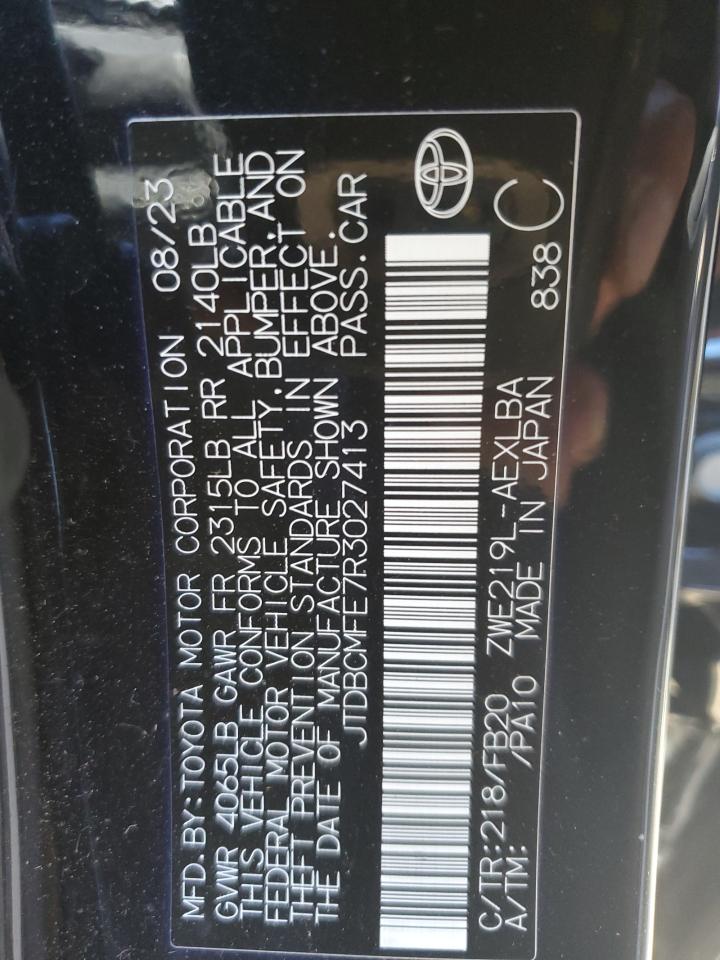 MFD.BY:TOYOTA MOTOR CORPORATION 08/23
GVWR 4065LB GAWR FR 2315LB RR 2140LB
THIS VEHICLE CONFORMS TO ALL APPLICABLE
FEDERAL MOTOR VEHICLE SAFETY,BUMPER,AND
THEFT PREVENTION STANDARDS IN EFFECT ON
THE DATE OF MANUFACTURE SHOWN ABOVE.
JTDBCMFE7R3027413 PASS.CAR
C/TR:218/FB20 ZWE219L-AEXLBA
A/TM: /PA10 MADE IN JAPAN 838 C